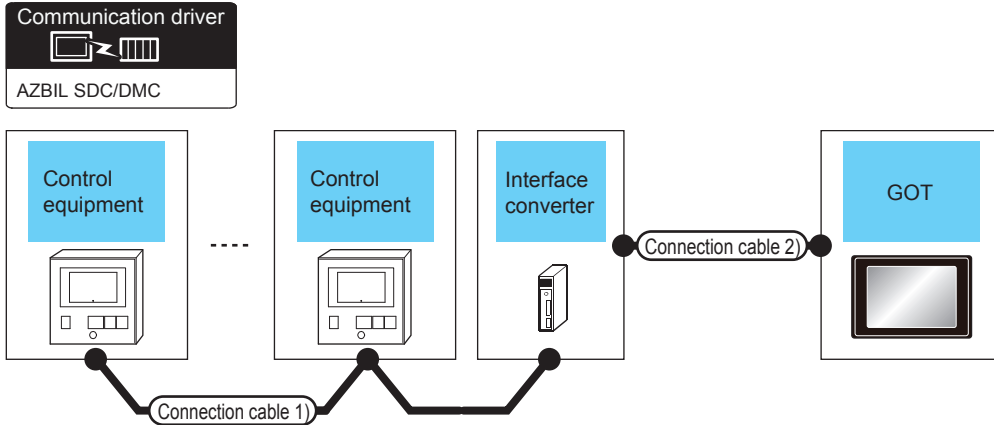 Communication driver
AZBIL SDC/DMC
Control
equipment
Control
equipment
Interface
converter
GOT
Connection cable 2)
Connection cable 1)